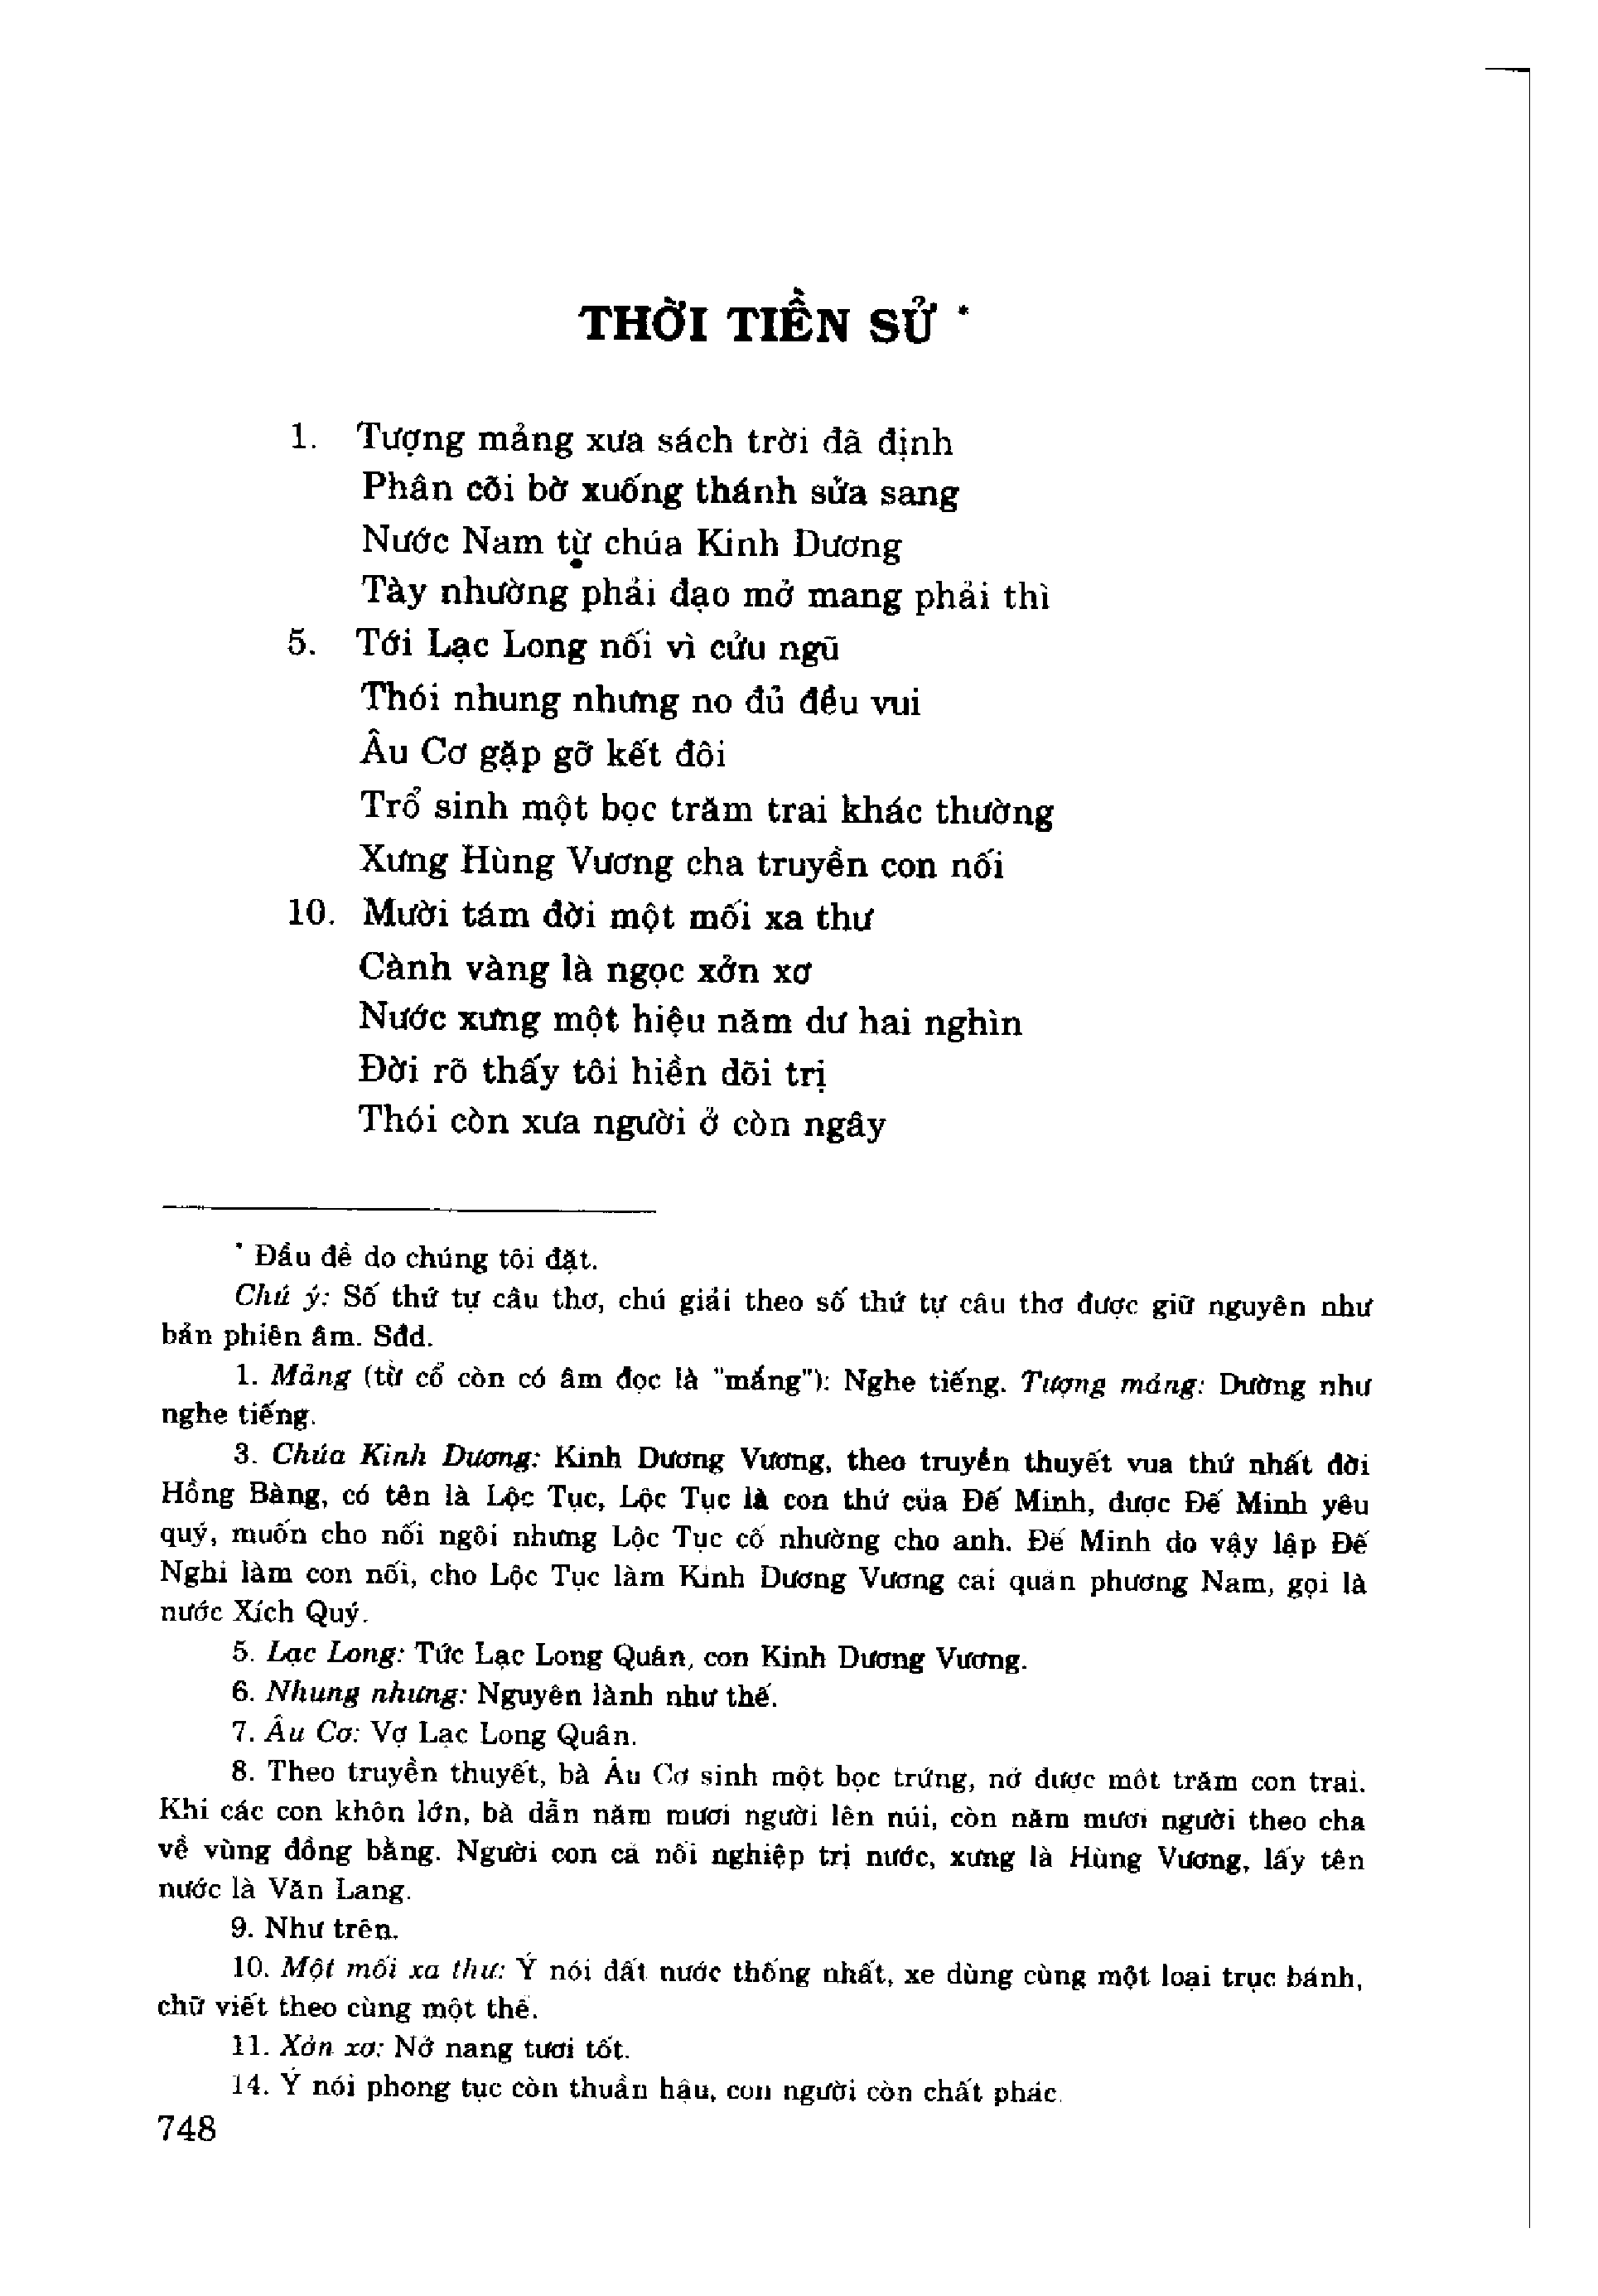 THỜI TIỀN SỬ *
1. Tượng mảng xưa sách trời đã định
Phân cõi bờ xuống thánh sửa sang
Nước Nam từ chúa Kinh Dương
Tày nhường phải đạo mở mang phải thì
5. Tới Lạc Long nối vì cửu ngũ
Thói nhung nhưng no đủ đều vui
Âu Cơ gặp gỡ kết đôi
Trổ sinh một bọc trăm trai khác thường
Xưng Hùng Vương cha truyền con nối
10. Mười tám đời một mối xa thư
Cành vàng là ngọc xởn xơ
Nước xưng một hiệu năm dư hai nghìn
Đời rõ thấy tôi hiền dõi trị
Thói còn xưa người ở còn ngây
* Đầu đề do chúng tôi đặt.
Chú ý: Số thứ tự câu thơ, chú giải theo số thứ tự câu thơ được giữ nguyên như
bản phiên âm. Sđd.
1. Mảng (từ cổ còn có âm đọc là "mắng"): Nghe tiếng. Tượng mảng: Dường như
nghe tiếng.
3. Chúa Kinh Dương: Kinh Dương Vương, theo truyền thuyết vua thứ nhất đời
Hồng Bàng, có tên là Lộc Tục, Lộc Tục là con thứ của Đế Minh, được Đế Minh yêu
quý, muốn cho nối ngôi nhưng Lộc Tục cố nhường cho anh. Đế Minh do vậy lập Đế
Nghi làm con nối, cho Lộc Tục làm Kinh Dương Vương cai quản phương Nam, gọi là
nước Xích Quỷ.
5. Lạc Long: Tức Lạc Long Quân, con Kinh Dương Vương.
6. Nhung nhưng: Nguyên lành như thế.
7. Âu Cơ: Vợ Lạc Long Quân.
8. Theo truyền thuyết, bà Âu Cơ sinh một bọc trứng, nở được một trăm con trai.
Khi các con khôn lớn, bà dẫn năm mươi người lên núi, còn năm mươi người theo cha
về vùng đồng bằng. Người con cả nối nghiệp trị nước, xưng là Hùng Vương, lấy tên
nước là Văn Lang.
9. Như trên.
10. Một mối xa thư: Ý nói đất nước thống nhất, xe dùng cùng một loại trục bánh,
chữ viết theo cùng một thể.
11. Xởn xơ: Nở nang tươi tốt.
14. Ý nói phong tục còn thuần hậu, con người còn chất phác.
748